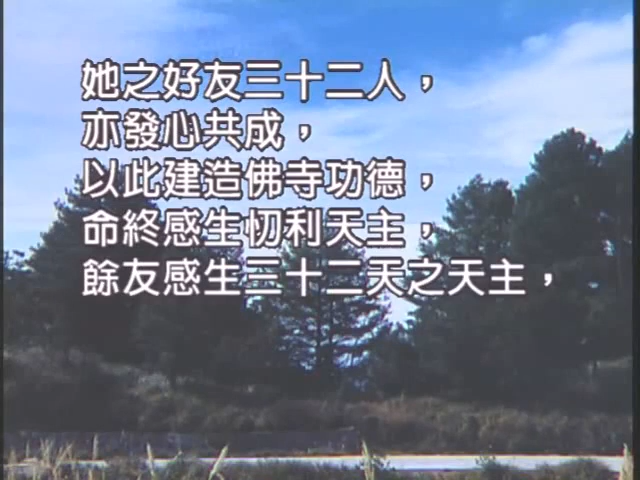 她之好友三十二人，
亦發心共成，
以此建造佛寺功德，
命終感生忉利天主，
餘友感生三十二天之天主，